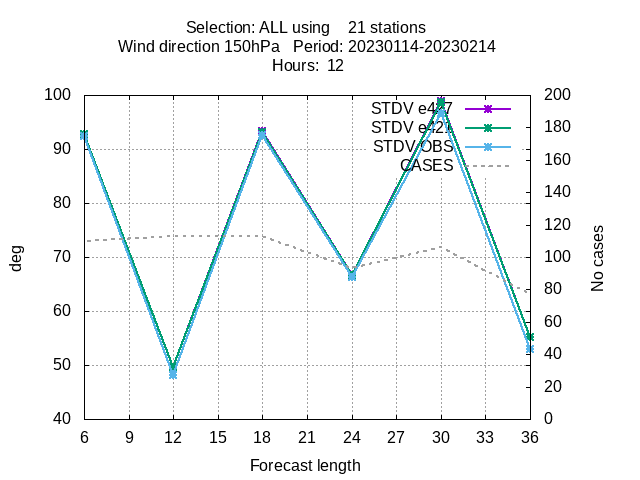 Selection: ALL using 21 stations
Wind direction 150hPa Period: 20230114-20230214
Hours: 12
STDV
STDV
STDV OBS
CASES
100
90
80
70
60
50
40
200
180
160
140
120
100
80
60
40
20
0
deg
No cases
6 9 12 15 18 21 24 27 30 33 36
Forecast length